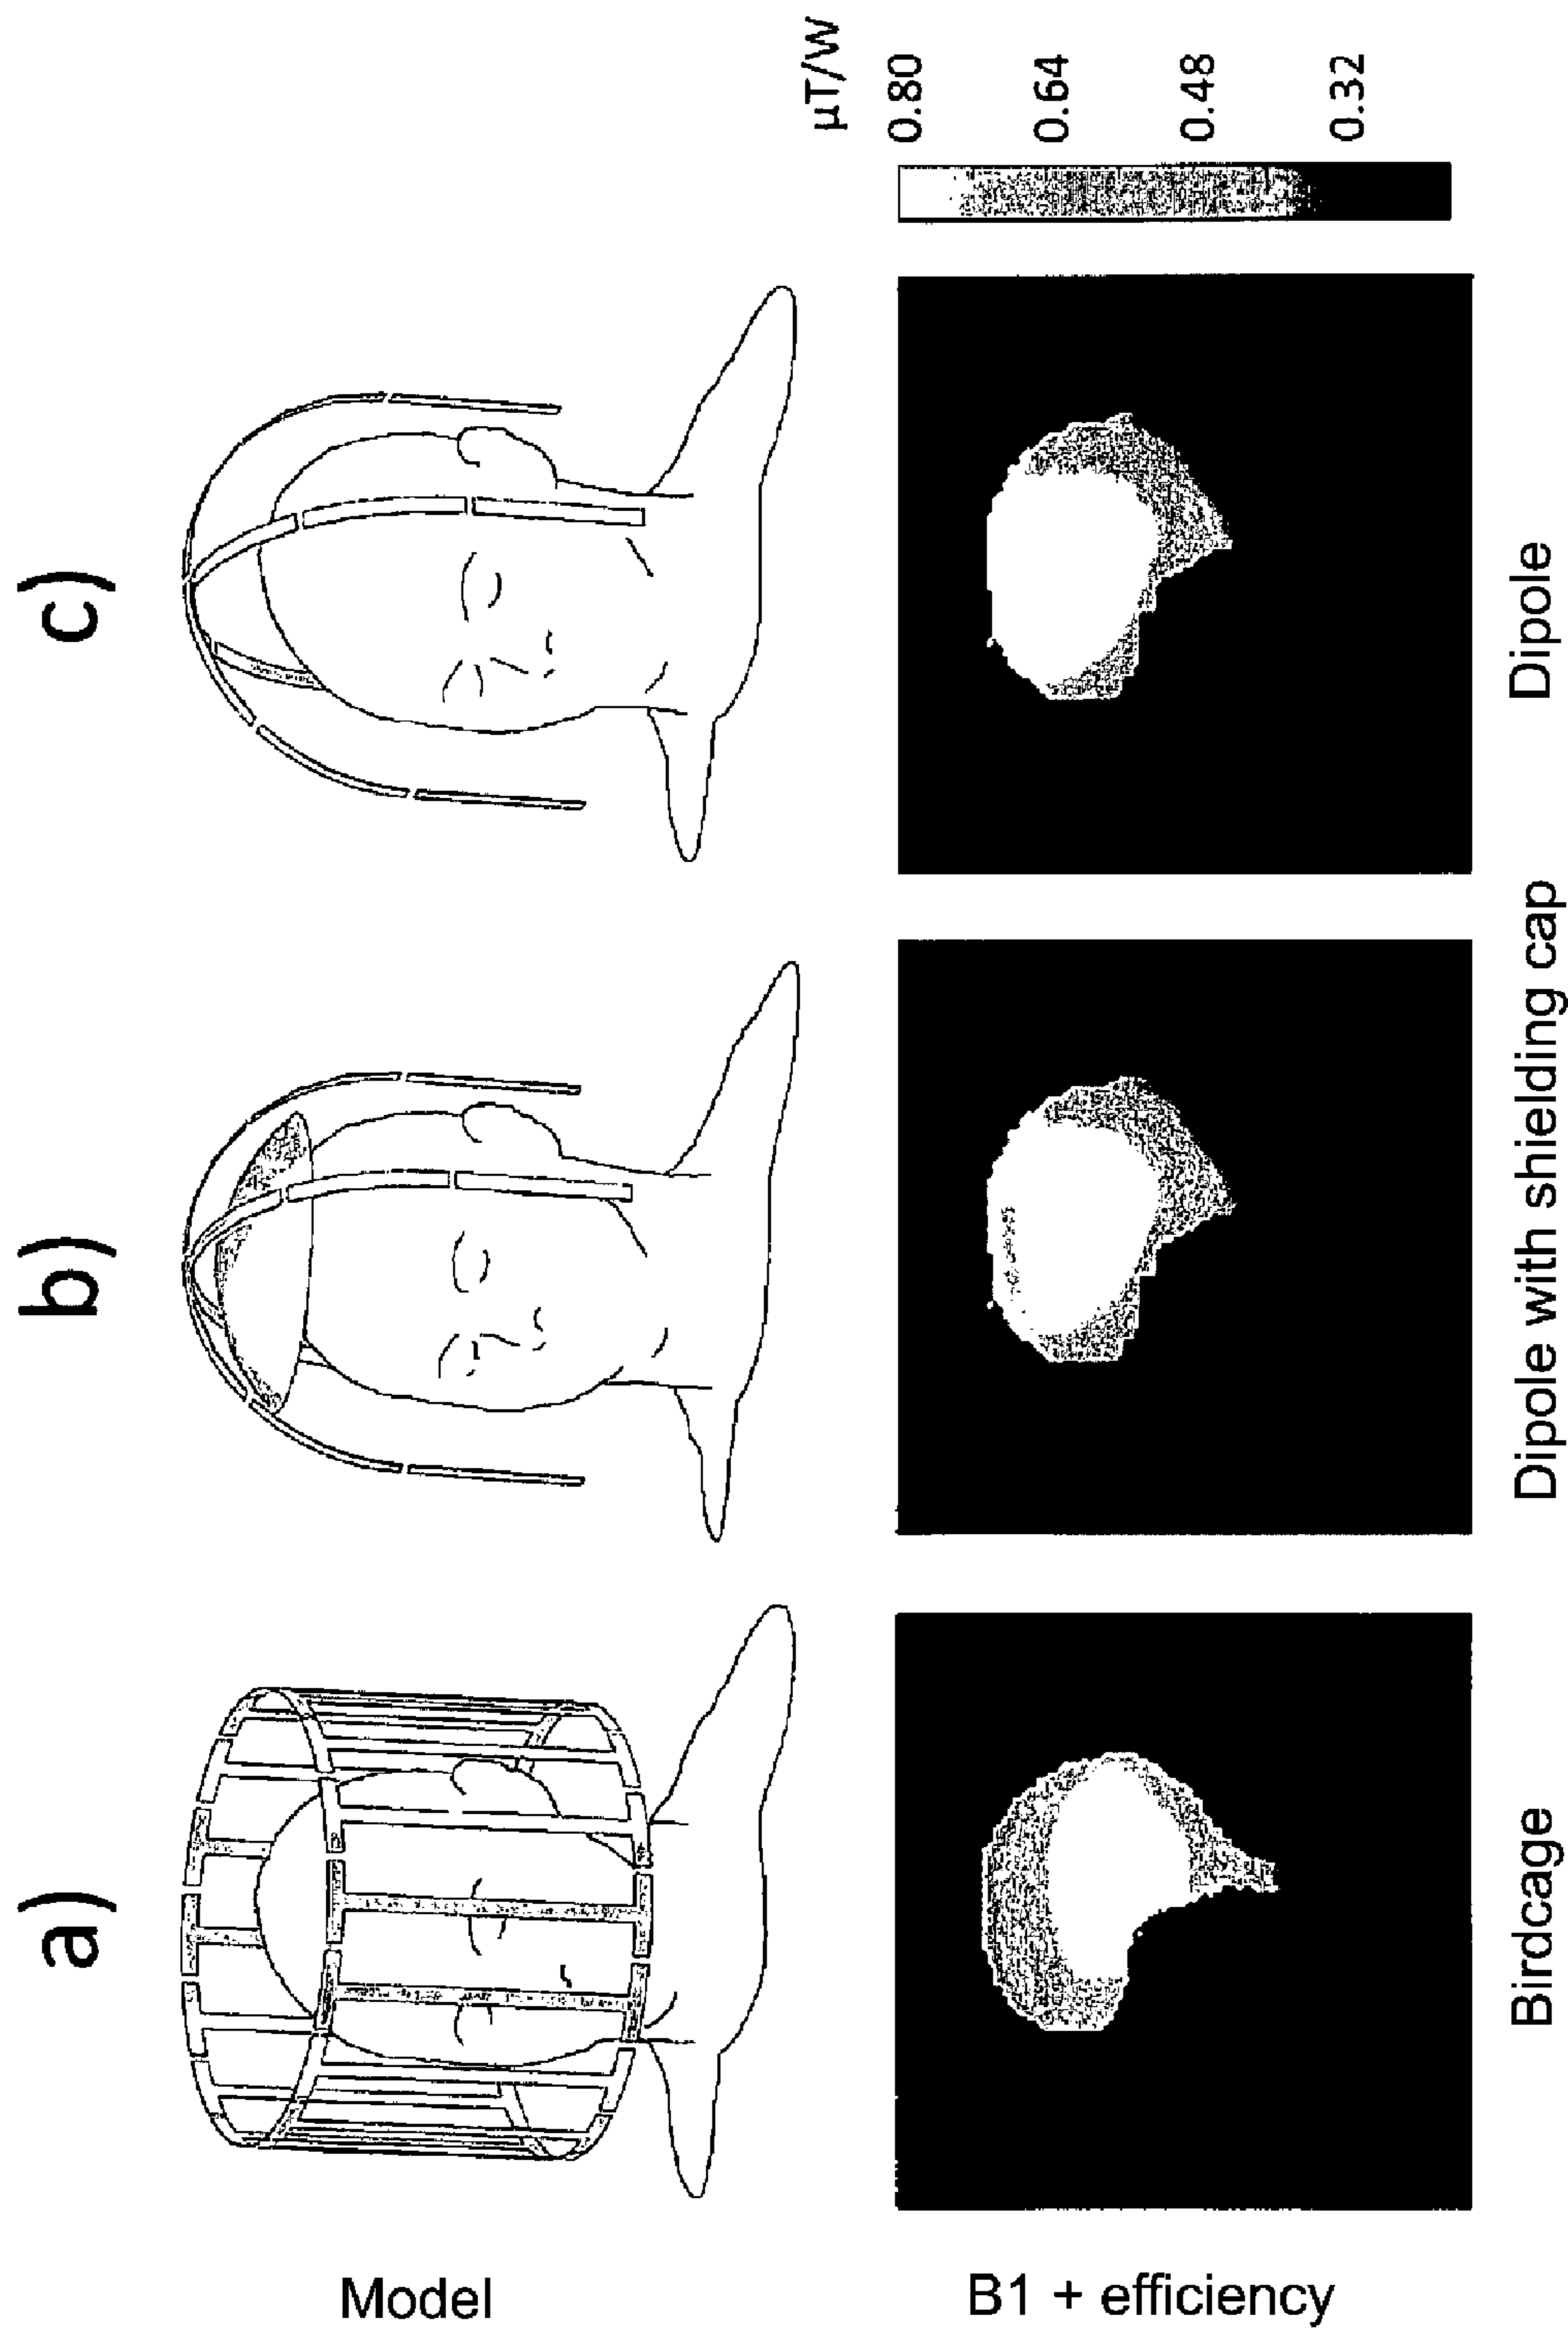 a)
b)
c)
Model
µT/W
0.80
0.64
0.48
0.32
B1 + efficiency
Birdcage
Dipole with shielding cap
Dipole